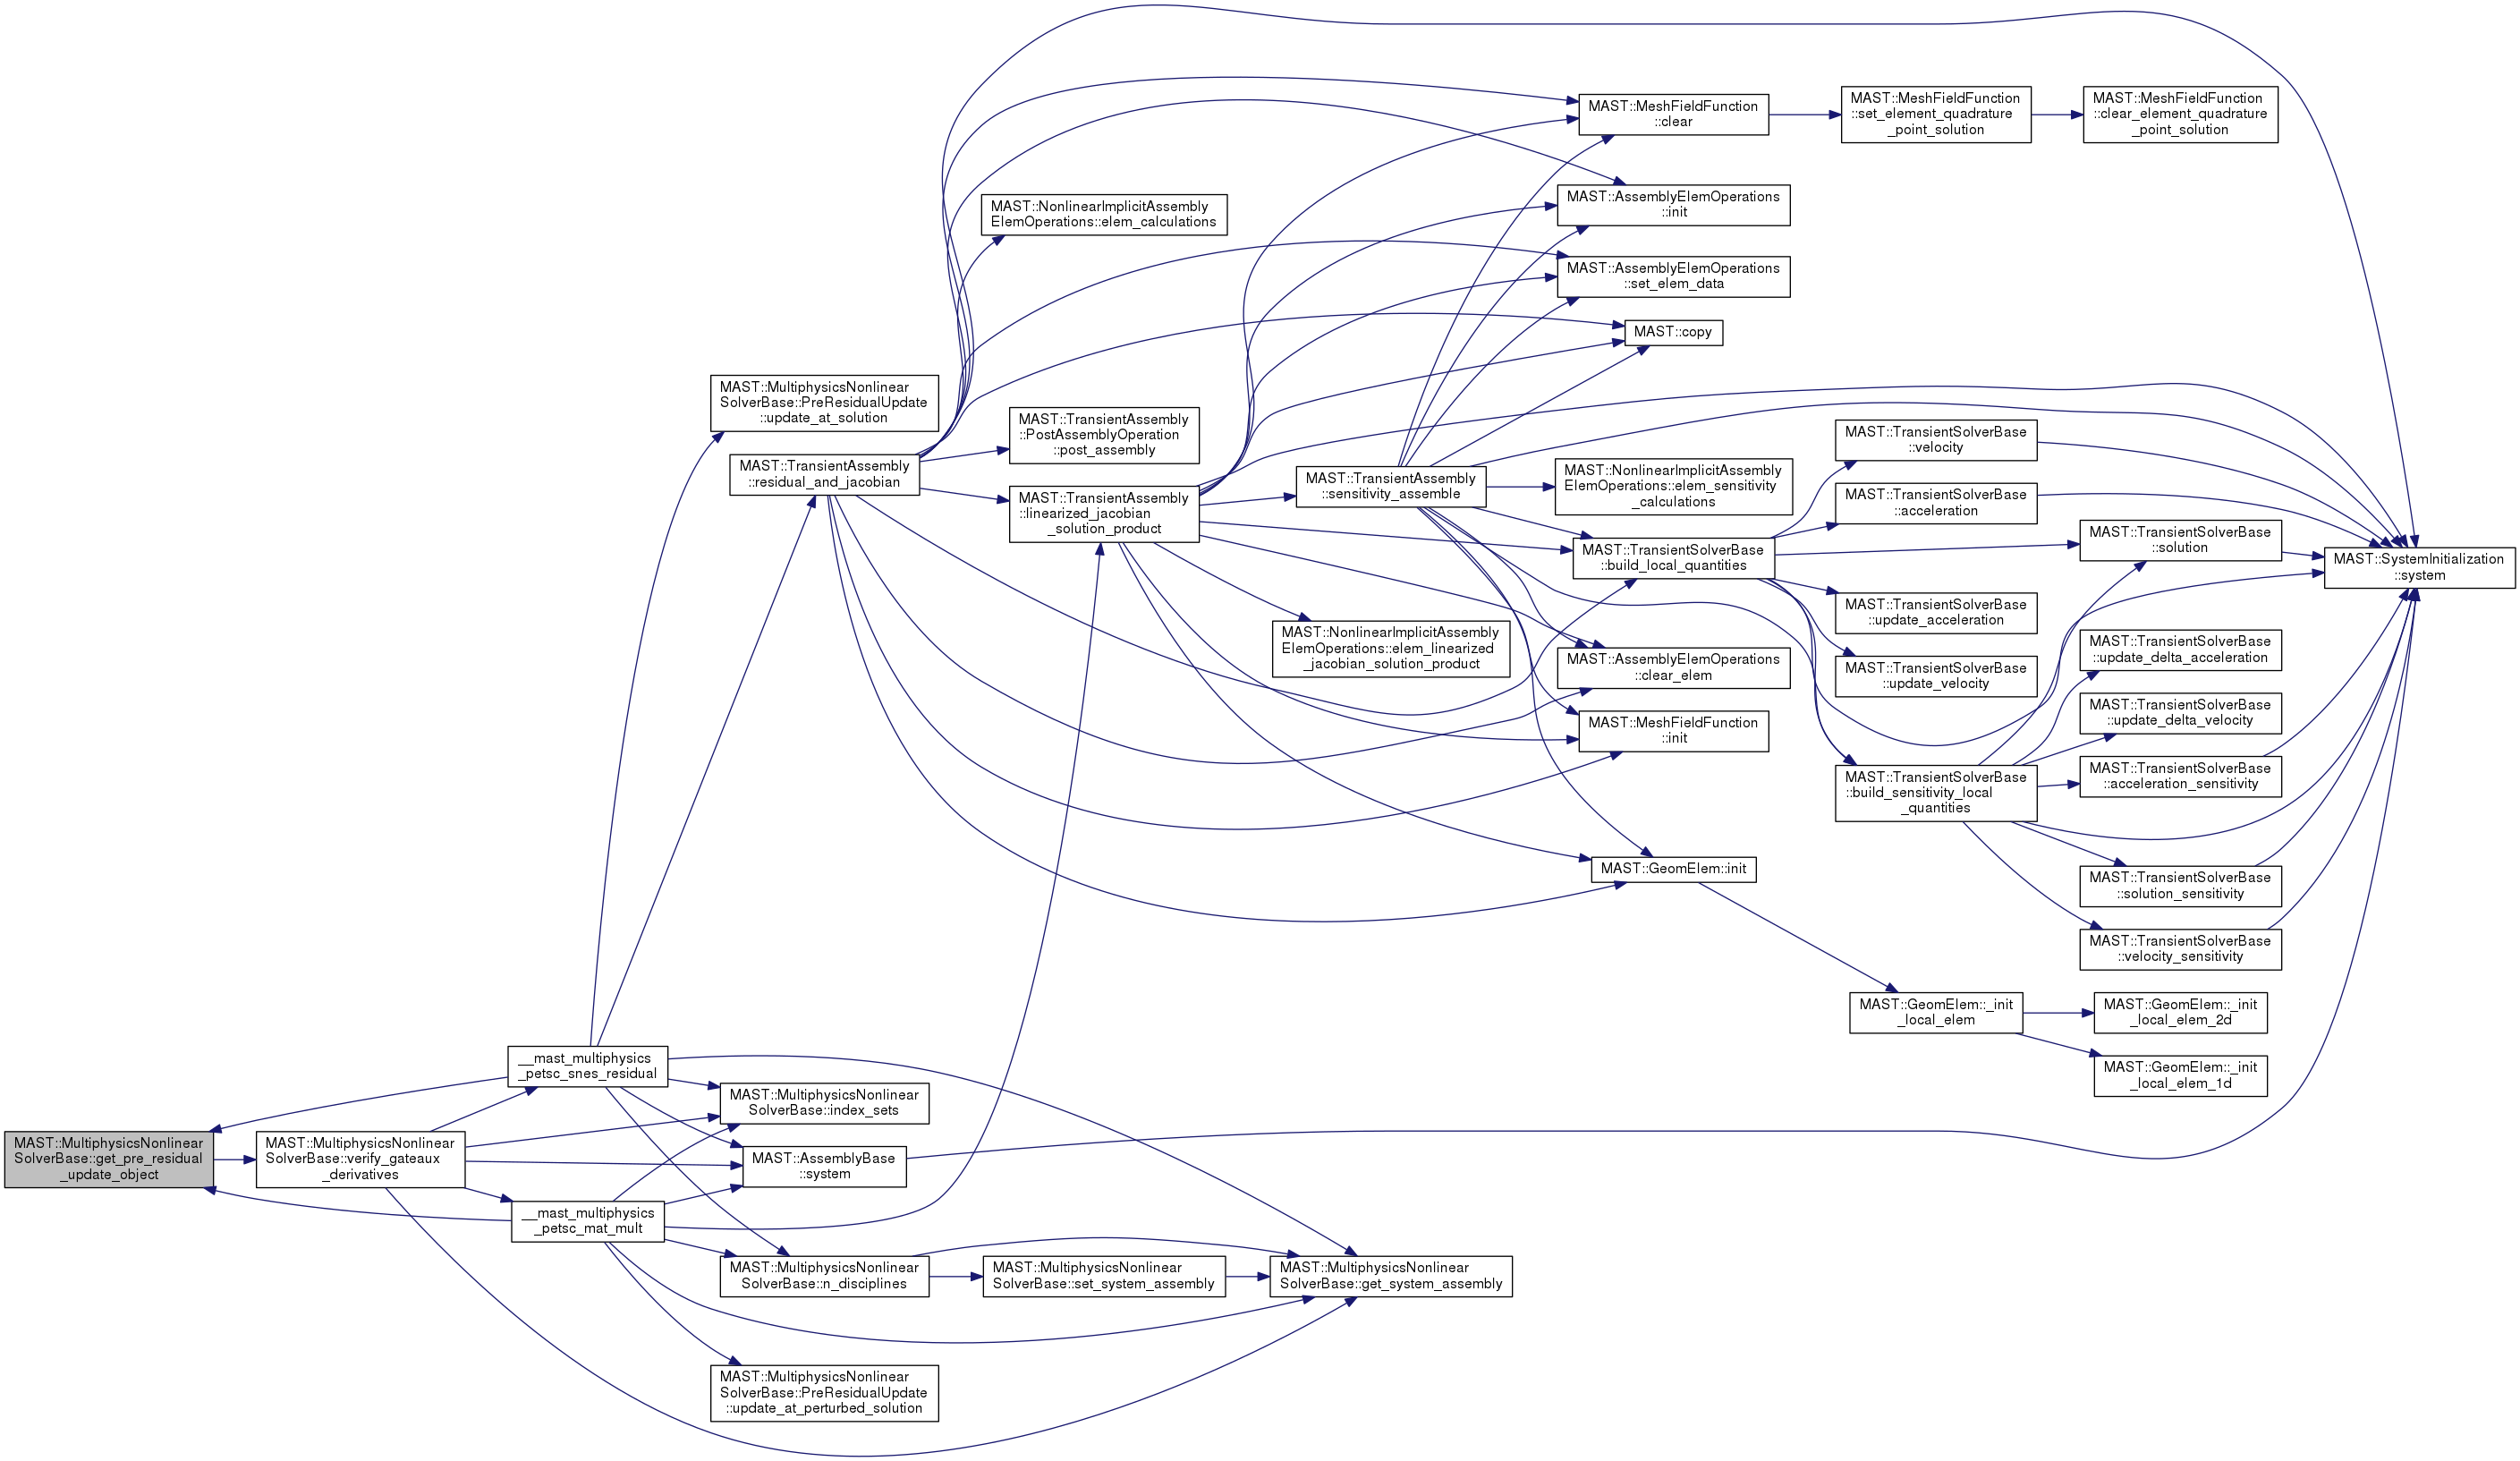 MAST::MultiphysicsNonlinear
SolverBase::get_pre_residual
_update_object
MAST::MultiphysicsNonlinear
SolverBase::verify_gateaux
_derivatives
__mast_multiphysics
_petsc_snes_residual
__mast_multiphysics
_petsc_mat_mult
MAST::MultiphysicsNonlinear
SolverBase::PreResidualUpdate
::update_at_solution
MAST::TransientAssembly
::residual_and_jacobian
MAST::MultiphysicsNonlinear
SolverBase::index_sets
MAST::AssemblyBase
::system
MAST::MultiphysicsNonlinear
SolverBase::n_disciplines
MAST::MultiphysicsNonlinear
SolverBase::PreResidualUpdate
::update_at_perturbed_solution
MAST::NonlinearImplicitAssembly
ElemOperations::elem_calculations
MAST::TransientAssembly
::PostAssemblyOperation
::post_assembly
MAST::TransientAssembly
::linearized_jacobian
_solution_product
MAST::MultiphysicsNonlinear
SolverBase::set_system_assembly
MAST::TransientAssembly
::sensitivity_assemble
MAST::NonlinearImplicitAssembly
ElemOperations::elem_linearized
_jacobian_solution_product
MAST::MultiphysicsNonlinear
SolverBase::get_system_assembly
MAST::MeshFieldFunction
::clear
MAST::AssemblyElemOperations
::init
MAST::AssemblyElemOperations
::set_elem_data
MAST::copy
MAST::NonlinearImplicitAssembly
ElemOperations::elem_sensitivity
_calculations
MAST::TransientSolverBase
::build_local_quantities
MAST::AssemblyElemOperations
::clear_elem
MAST::MeshFieldFunction
::init
MAST::GeomElem::init
MAST::MeshFieldFunction
::set_element_quadrature
_point_solution
MAST::TransientSolverBase
::velocity
MAST::TransientSolverBase
::acceleration
MAST::TransientSolverBase
::update_acceleration
MAST::TransientSolverBase
::update_velocity
MAST::TransientSolverBase
::build_sensitivity_local
_quantities
MAST::GeomElem::_init
_local_elem
MAST::MeshFieldFunction
::clear_element_quadrature
_point_solution
MAST::TransientSolverBase
::solution
MAST::TransientSolverBase
::update_delta_acceleration
MAST::TransientSolverBase
::update_delta_velocity
MAST::TransientSolverBase
::acceleration_sensitivity
MAST::TransientSolverBase
::solution_sensitivity
MAST::TransientSolverBase
::velocity_sensitivity
MAST::GeomElem::_init
_local_elem_2d
MAST::GeomElem::_init
_local_elem_1d
MAST::SystemInitialization
::system